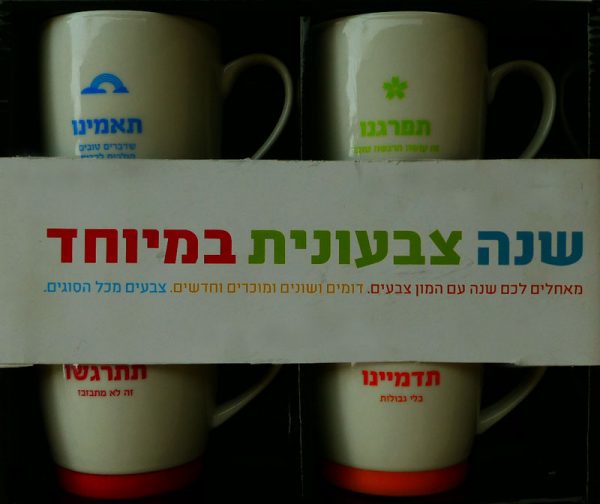 תאמינו
שדברים טובים
תפרגנו
שנה צבעונית במיוחד
מאחלים לכם שנה עם המון צבעים. דומים ושונים ומוכרים וחדשים. צבעים מכל הסוגים.
תתרגשו
זה לא מתבזבז
תדמיינו
בלי גבולות